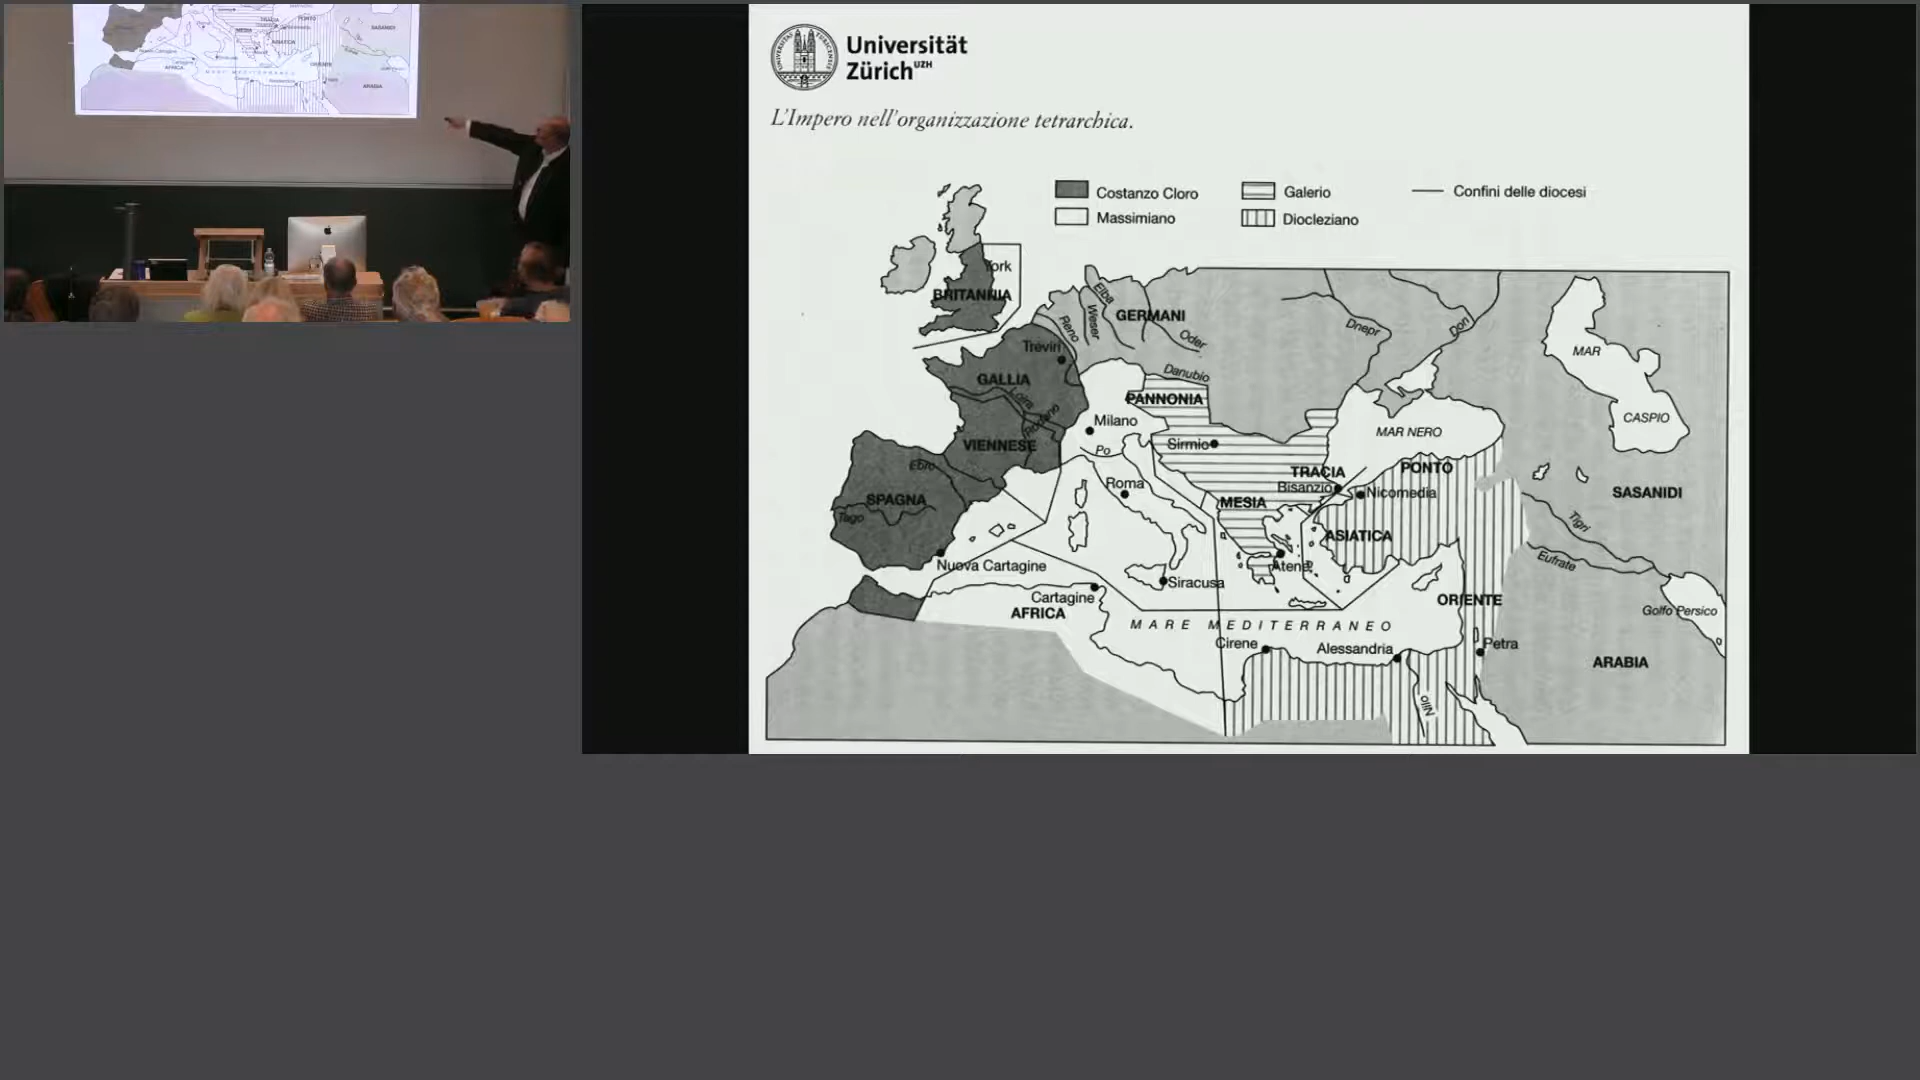 Universität
Zürich UZH
L'Impero nell'organizzazione tetrarchica.
Costanzo Cloro
Galerio
Confini delle diocesi
Massimiano
Diocleziano
York
BRITANNIA
Elba
Weser
Reno
GERMANI
Oder
Dnepr
Don
MAR
CASPIO
Treviri
GALLIA
Loira
Rodano
Danubio
PANNONIA
Milano
Po
VIENNESE
Sirmio
MAR NERO
Ebro
SPAGNA
Tago
Roma
TRACIA
Bisanzio
PONTO
Nicomedia
SASANIDI
MESIA
Tigri
ASIATICA
Eufrate
Nuova Cartagine
Siracusa
Atene
Cartagine
AFRICA
ORIENTE
Golfo Persico
MARE MEDITERRANEO
Cirene
Alessandria
Petra
ARABIA
Nilo